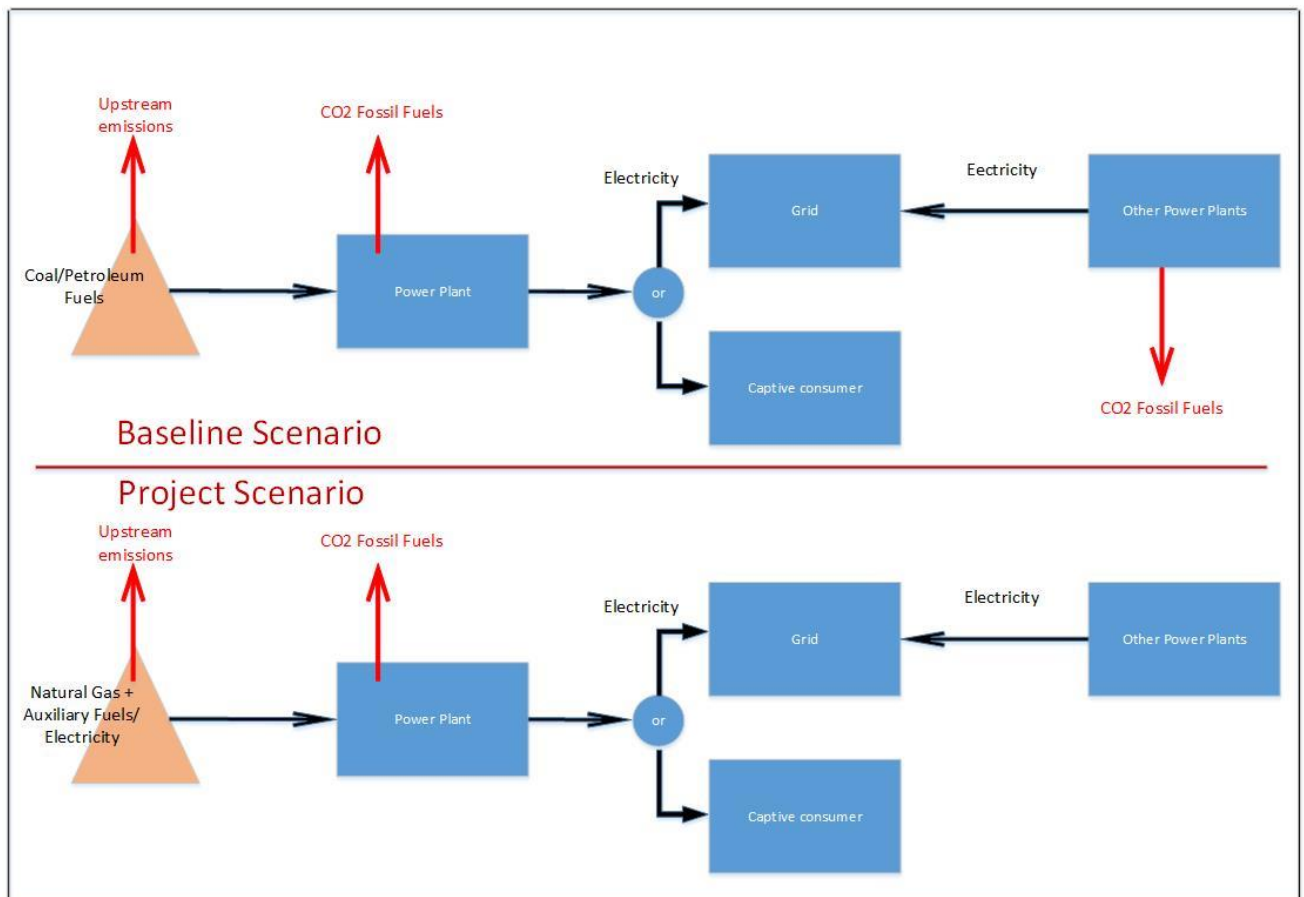 Upstream
emissions
CO2 Fossil Fuels
Electricity
Eectricity
Grid
Other Power Plants
Coal/Petroleum
Fuels
Power Plant
or
Captive consumer
CO2 Fossil Fuels
Baseline Scenario
Project Scenario
Upstream
emissions
CO2 Fossil Fuels
Electricity
Electricity
Grid
Other Power Plants
Natural Gas +
Auxiliary Fuels/
Electricity
Power Plant
or
Captive consumer